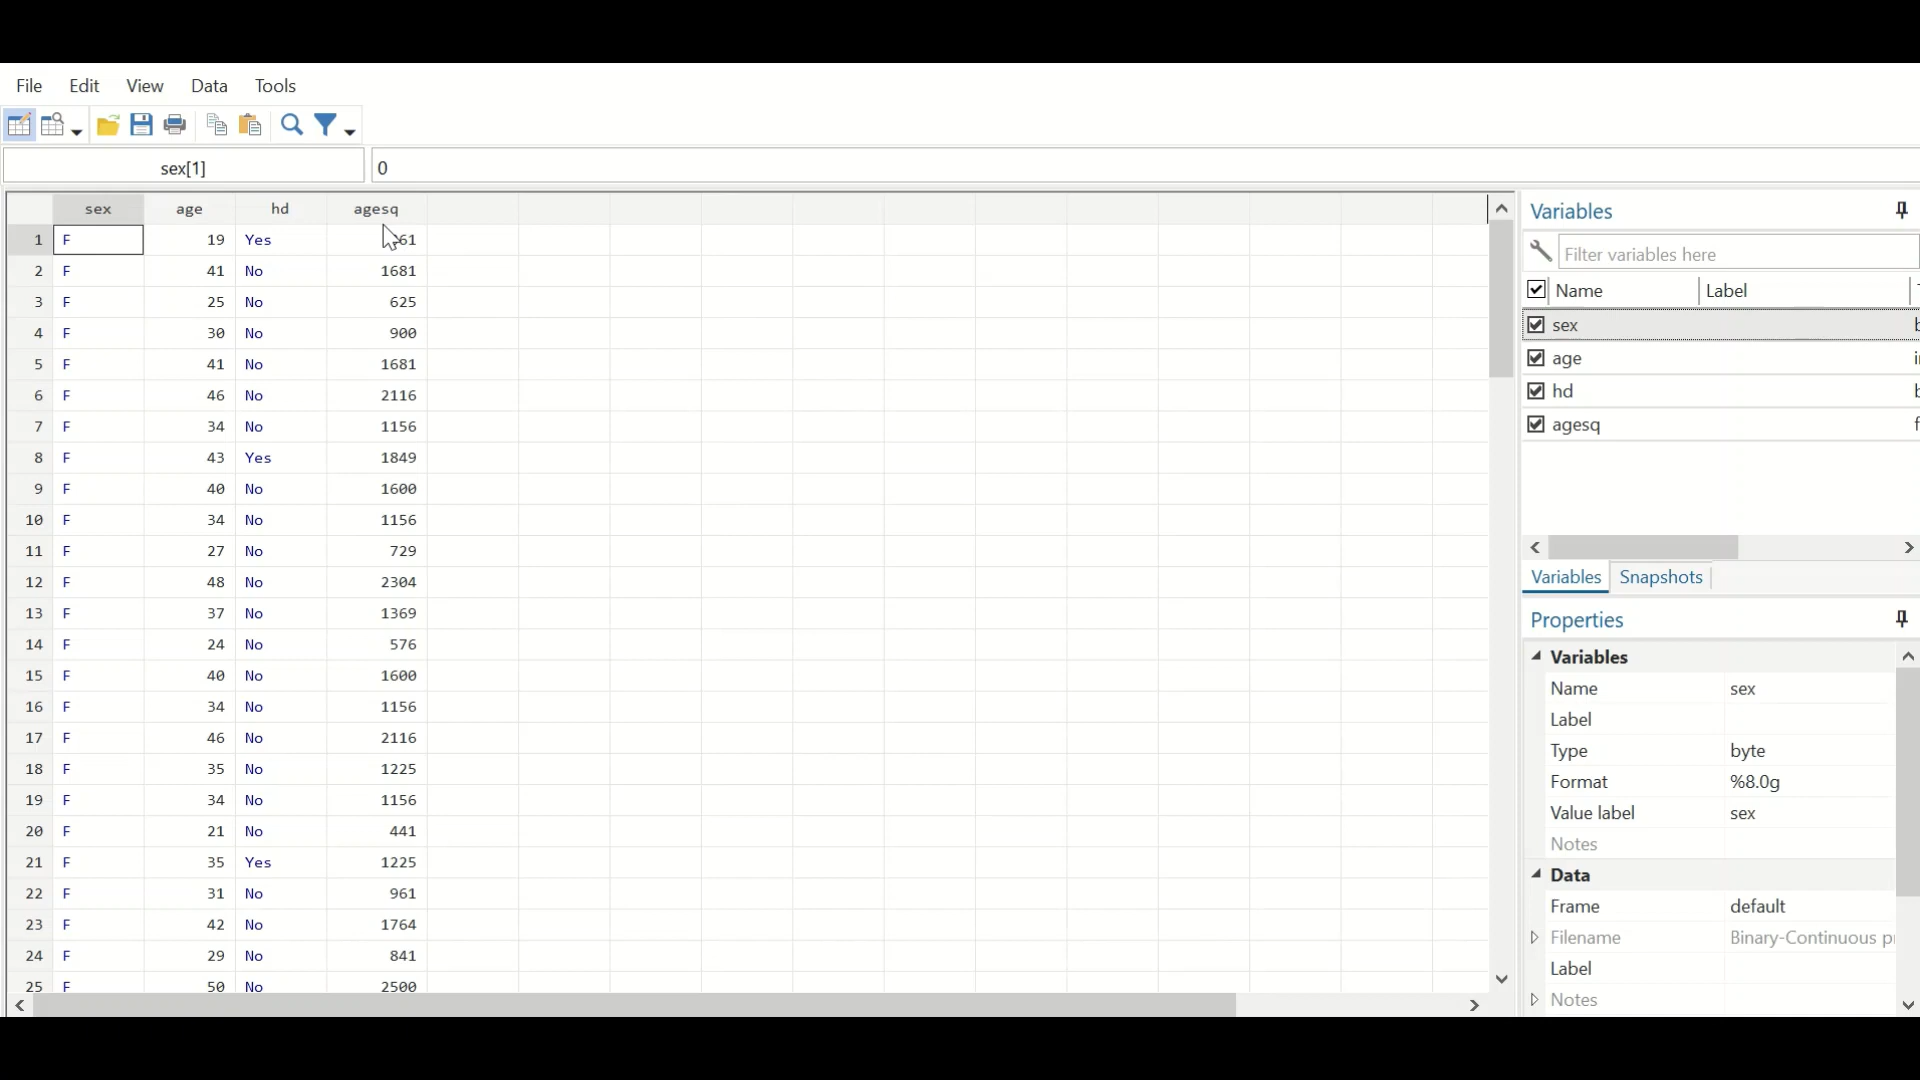 File Edit View Data Tools
sex[1] 0
sex age hd agesq
1 F 19 Yes 61
2 F 41 No 1681
3 F 25 No 625
4 F 30 No 900
5 F 41 No 1681
6 F 46 No 2116
7 F 34 No 1156
8 F 43 Yes 1849
9 F 40 No 1600
10 F 34 No 1156
11 F 27 No 729
12 F 48 No 2304
13 F 37 No 1369
14 F 24 No 576
15 F 40 No 1600
16 F 34 No 1156
17 F 46 No 2116
18 F 35 No 1225
19 F 34 No 1156
20 F 21 No 441
21 F 35 Yes 1225
22 F 31 No 961
23 F 42 No 1764
24 F 29 No 841
25 F 50 No 2500
Variables
Filter variables here
Name Label
sex
age
hd
agesq
Variables Snapshots
Properties
Variables
Name sex
Label
Type byte
Format %8.0g
Value label sex
Notes
Data
Frame default
Filename Binary-Continuous
Label
Notes